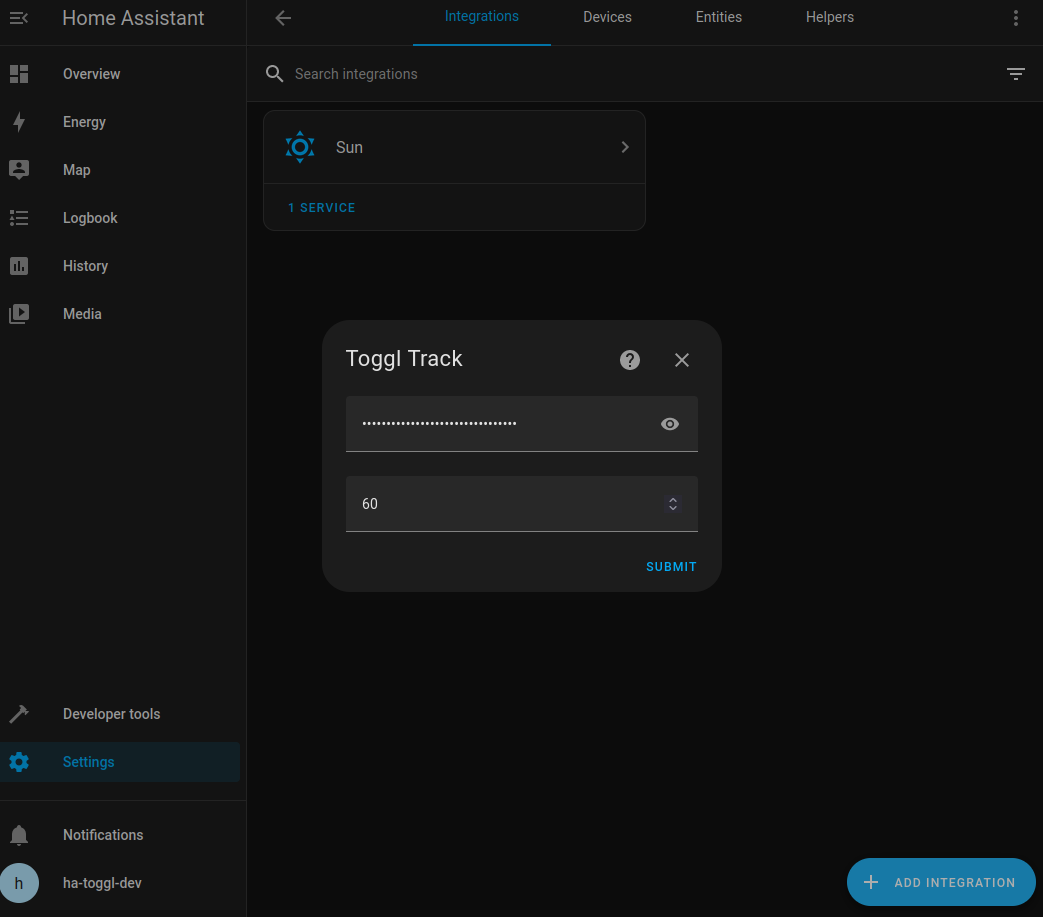 Home Assistant
Integrations
Devices
Entities
Helpers
Overview
Energy
Map
Logbook
History
Media
Developer tools
Settings
Notifications
h
ha-toggl-dev
Search integrations
Sun
1 SERVICE
Toggl Track
••••••••••••••••••••••••••••••••
60
SUBMIT
ADD INTEGRATION